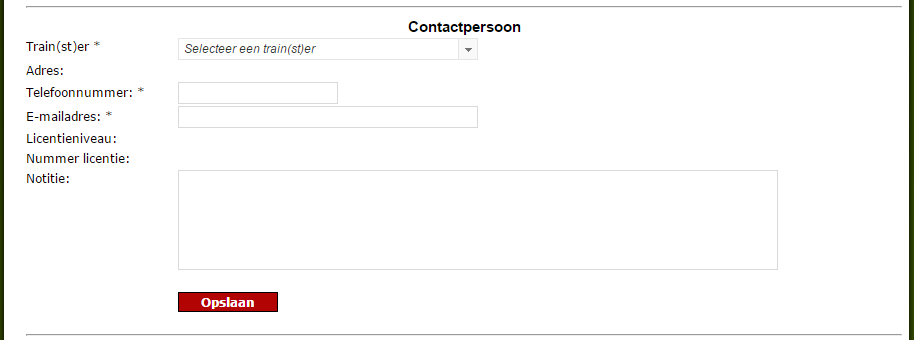 Contactpersoon
Train(st)er *
Selecteer een train(st)er
Adres:
Telefoonnummer: *
E-mailadres: *
Licentieniveau:
Nummer licentie:
Notitie:
Opslaan